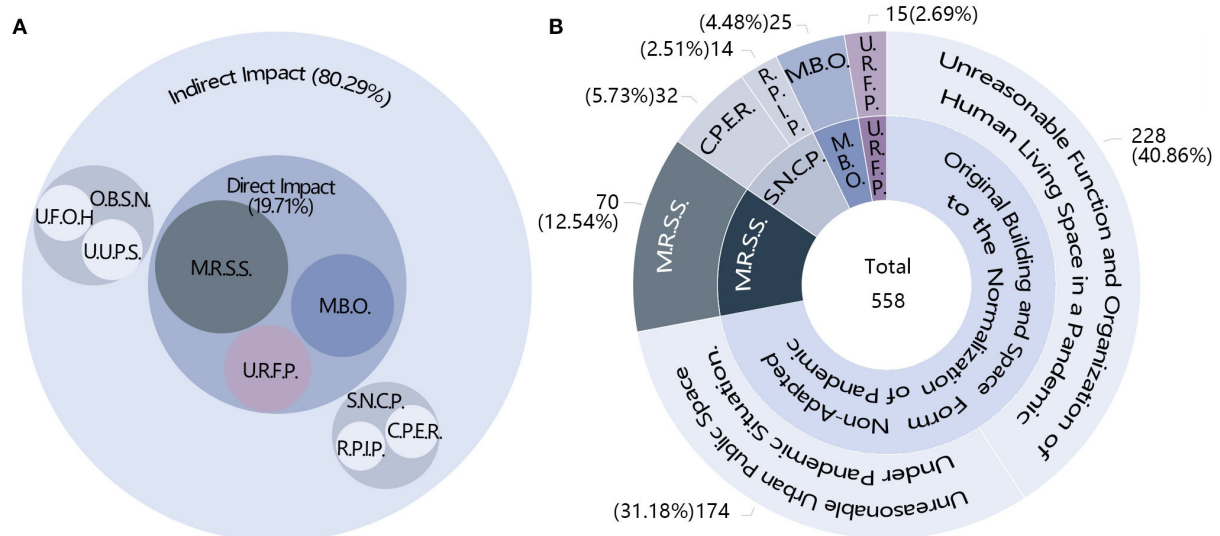 A
Indirect Impact (80.29%)
Direct Impact
(19.71%)
O.B.S.N.
U.F.O.H
U.U.P.S.
M.R.S.S.
M.B.O.
U.R.F.P.
S.N.C.P.
C.P.E.R.
R.P.I.P.
B
15(2.69%)
(4.48%)25
(2.51%)14
(5.73%)32
70
(12.54%)
228
(40.86%)
(31.18%)174
U.R.F.P.
M.B.O.
R.P.I.P.
C.P.E.R.
M.R.S.S.
Unreasonable Function and Organization of
Human Living Space in a Pandemic
Unreasonable Urban Public Space
Under Pandemic Situation.
U.R.F.P.
M.B.O.
S.N.C.P.
M.R.S.S.
Original Building and Space Form Non-Adapted
to the Normalization of Pandemic
Total
558